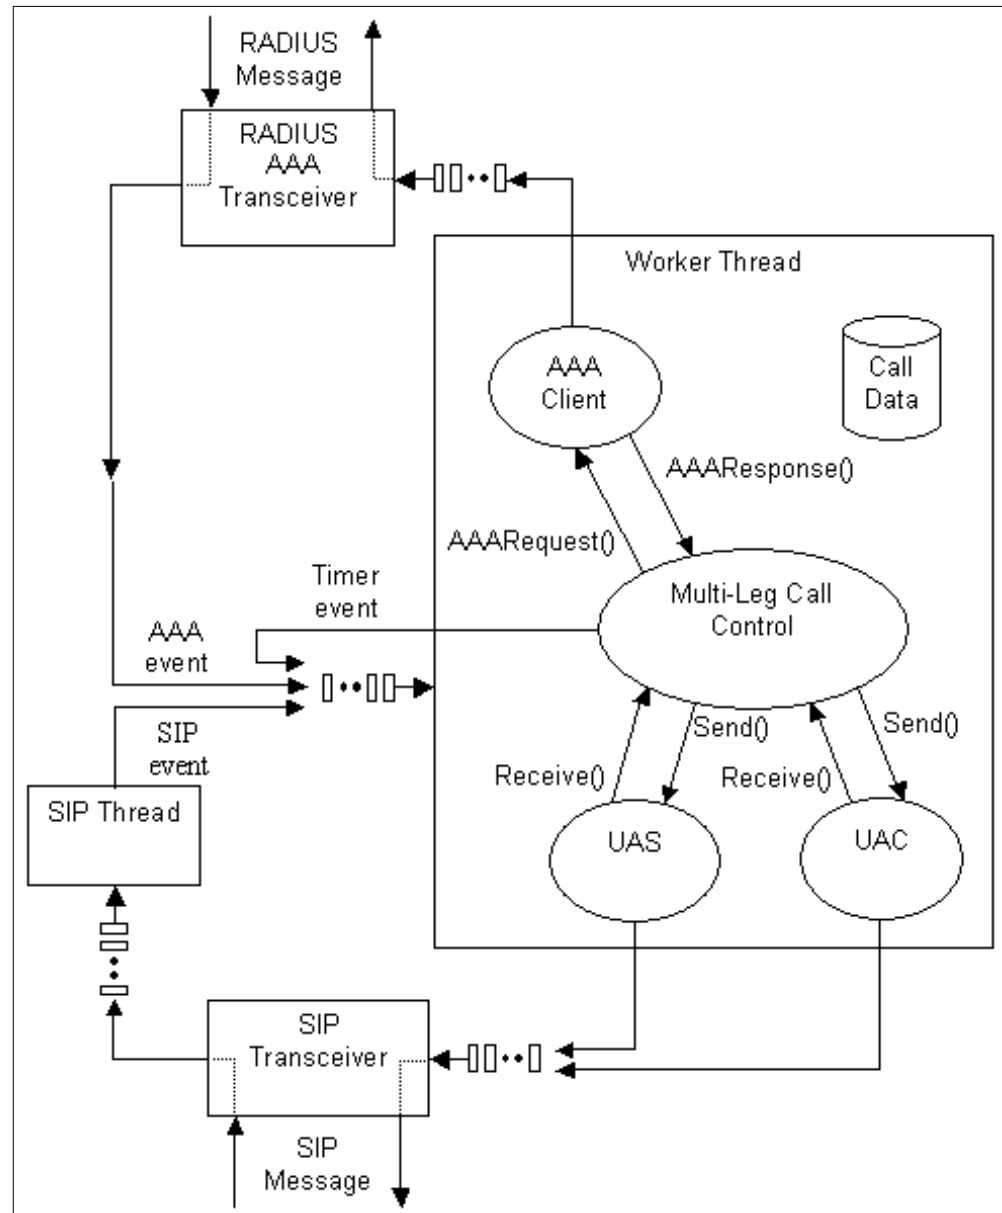 RADIUS
Message
RADIUS
AAA
Transceiver
Worker Thread
AAA
Client
Call
Data
AAAResponse()
AAARequest()
Timer
event
Multi-Leg Call
Control
AAA
event
SIP
event
Send()
Send()
Receive()
Receive()
SIP Thread
UAS
UAC
SIP
Transceiver
SIP
Message